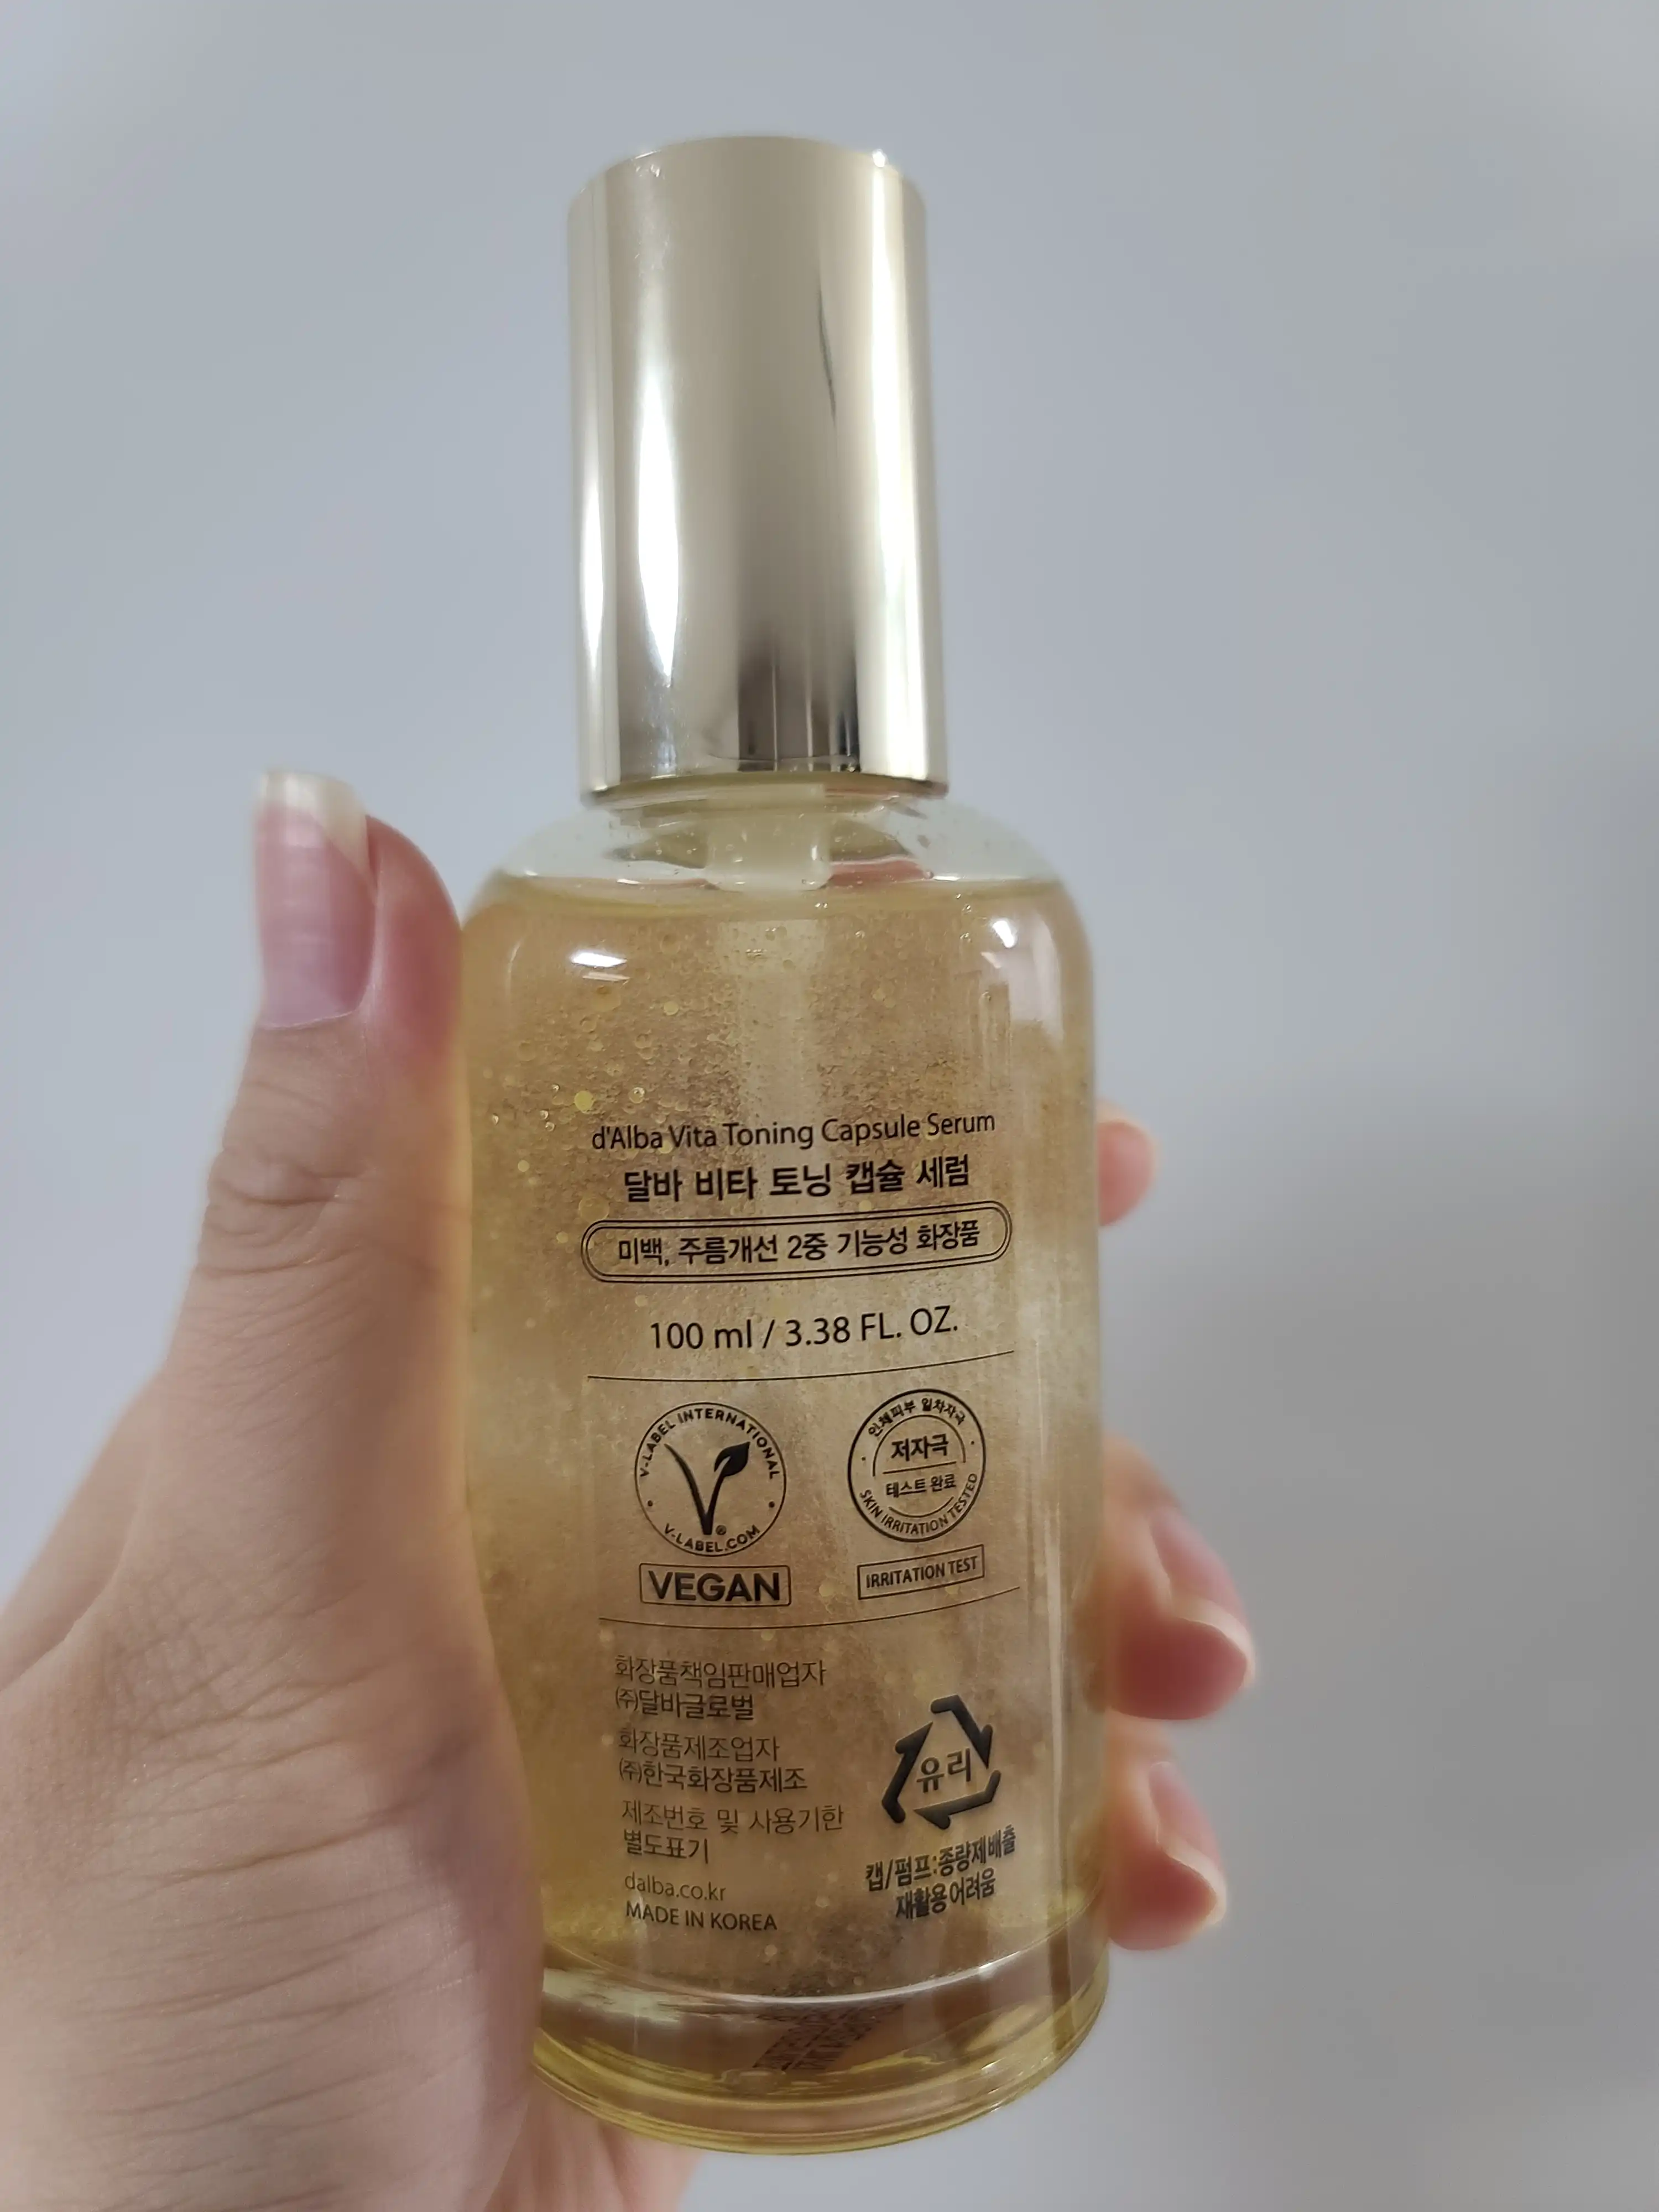 d'Alba Vita Toning Capsule Serum
달바 비타 토닝 캡슐 세럼
미백, 주름개선 2중 기능성 화장품
100 ml / 3.38 FL. OZ.
V-LABEL INTERNATIONAL
V-LABEL.COM
®
VEGAN
인체피부 일차자극
저자극
테스트 완료
SKIN IRRITATION TESTED
IRRITATION TEST
화장품책임판매업자
㈜달바글로벌
화장품제조업자
㈜한국화장품제조
제조번호 및 사용기한
별도표기
dalba.co.kr
MADE IN KOREA
유리
캡/펌프:종량제배출
재활용어려움